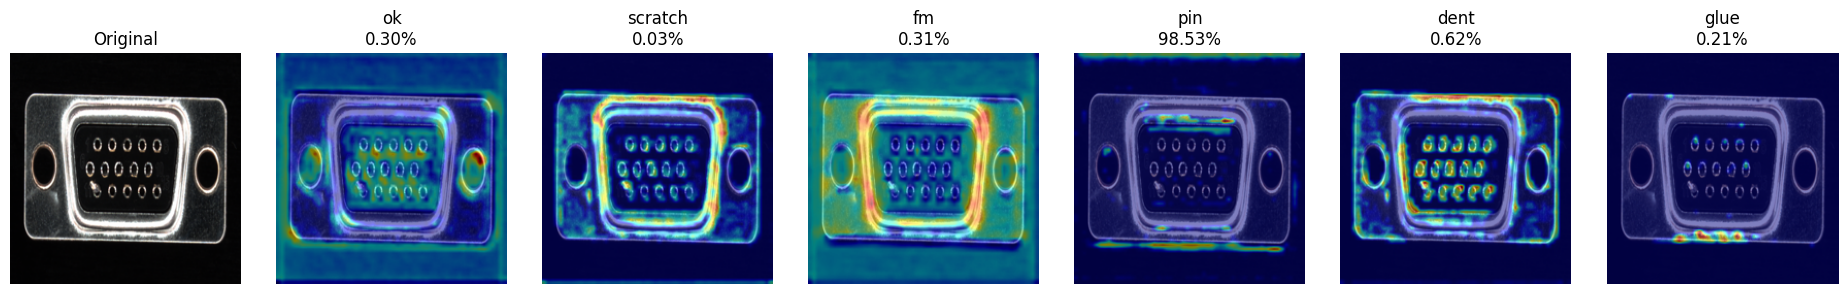 Original
ok
0.30%
scratch
0.03%
fm
0.31%
pin
98.53%
dent
0.62%
glue
0.21%